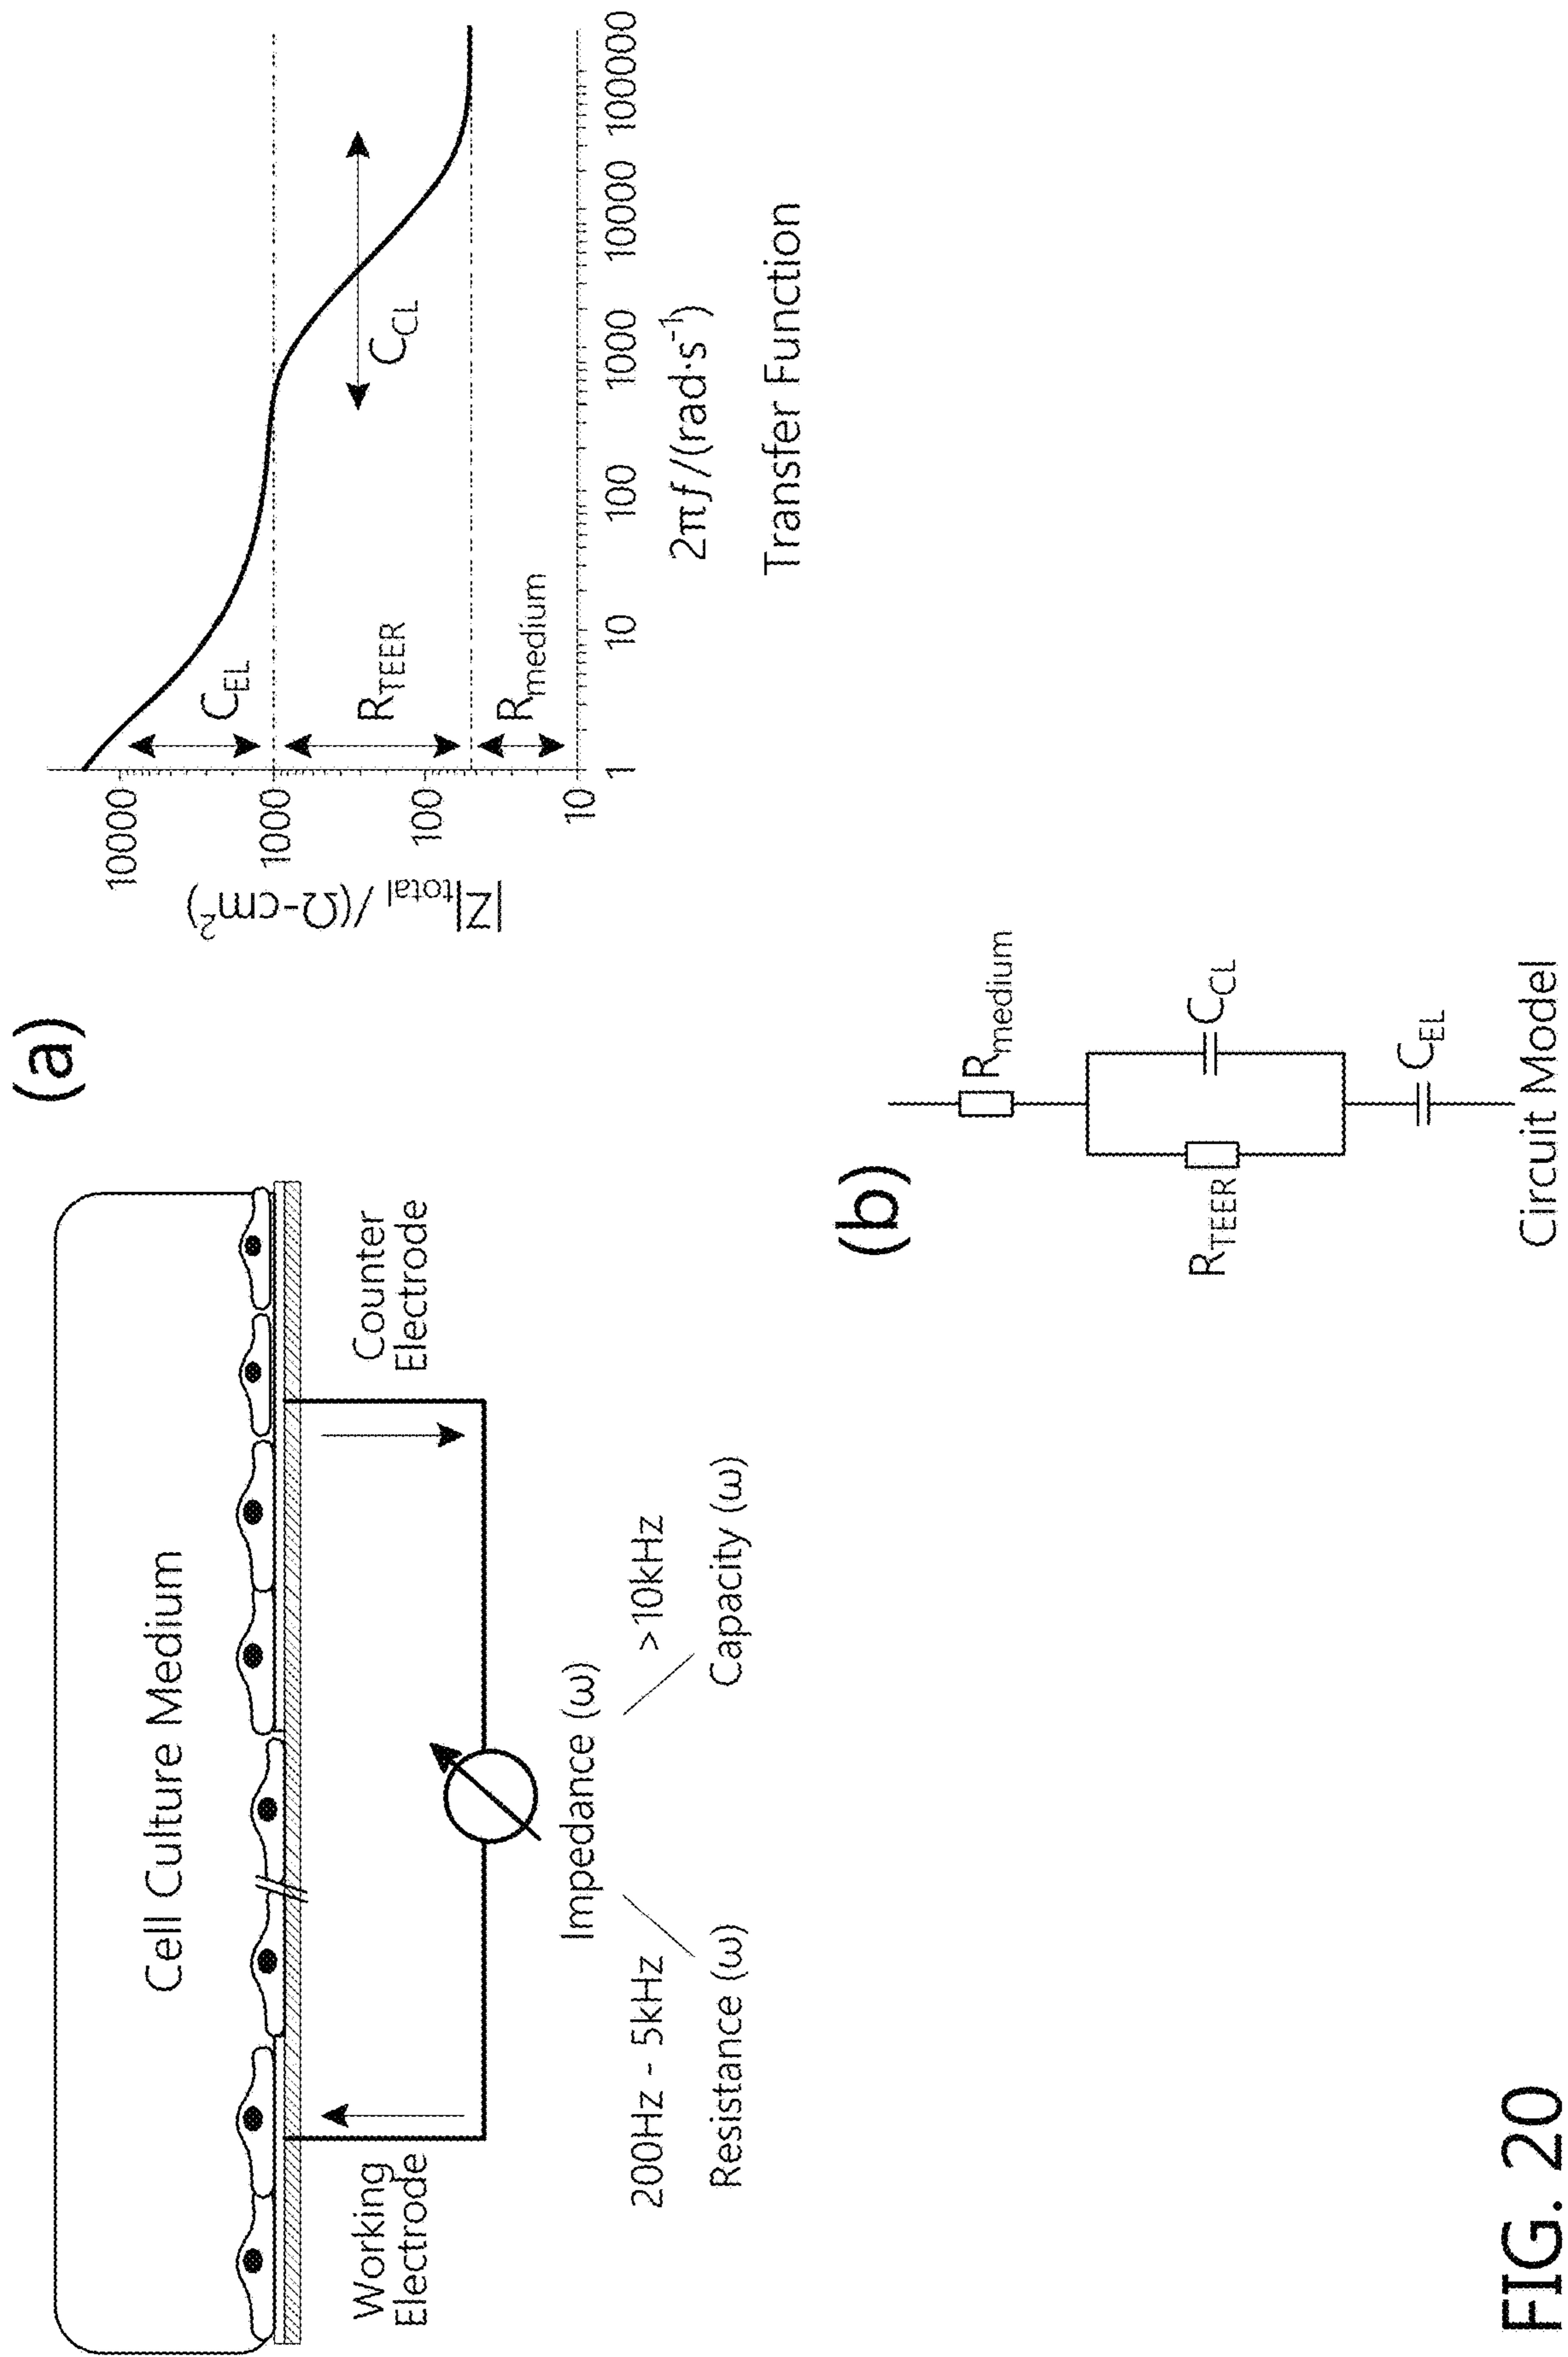 (a)
Cell Culture Medium
Working
Electrode
Counter
Electrode
Impedance (ω)
200Hz - 5kHz
>10kHz
Resistance (ω)
Capacity (ω)
|Z|total /(Ω-cm²)
10000
1000
100
10
C_EL
R_TEER
R_medium
C_CL
1
10
100
1000
10000
100000
2πf/(rad·s⁻¹)
Transfer Function
(b)
R_medium
R_TEER
C_CL
C_EL
Circuit Model
FIG. 20